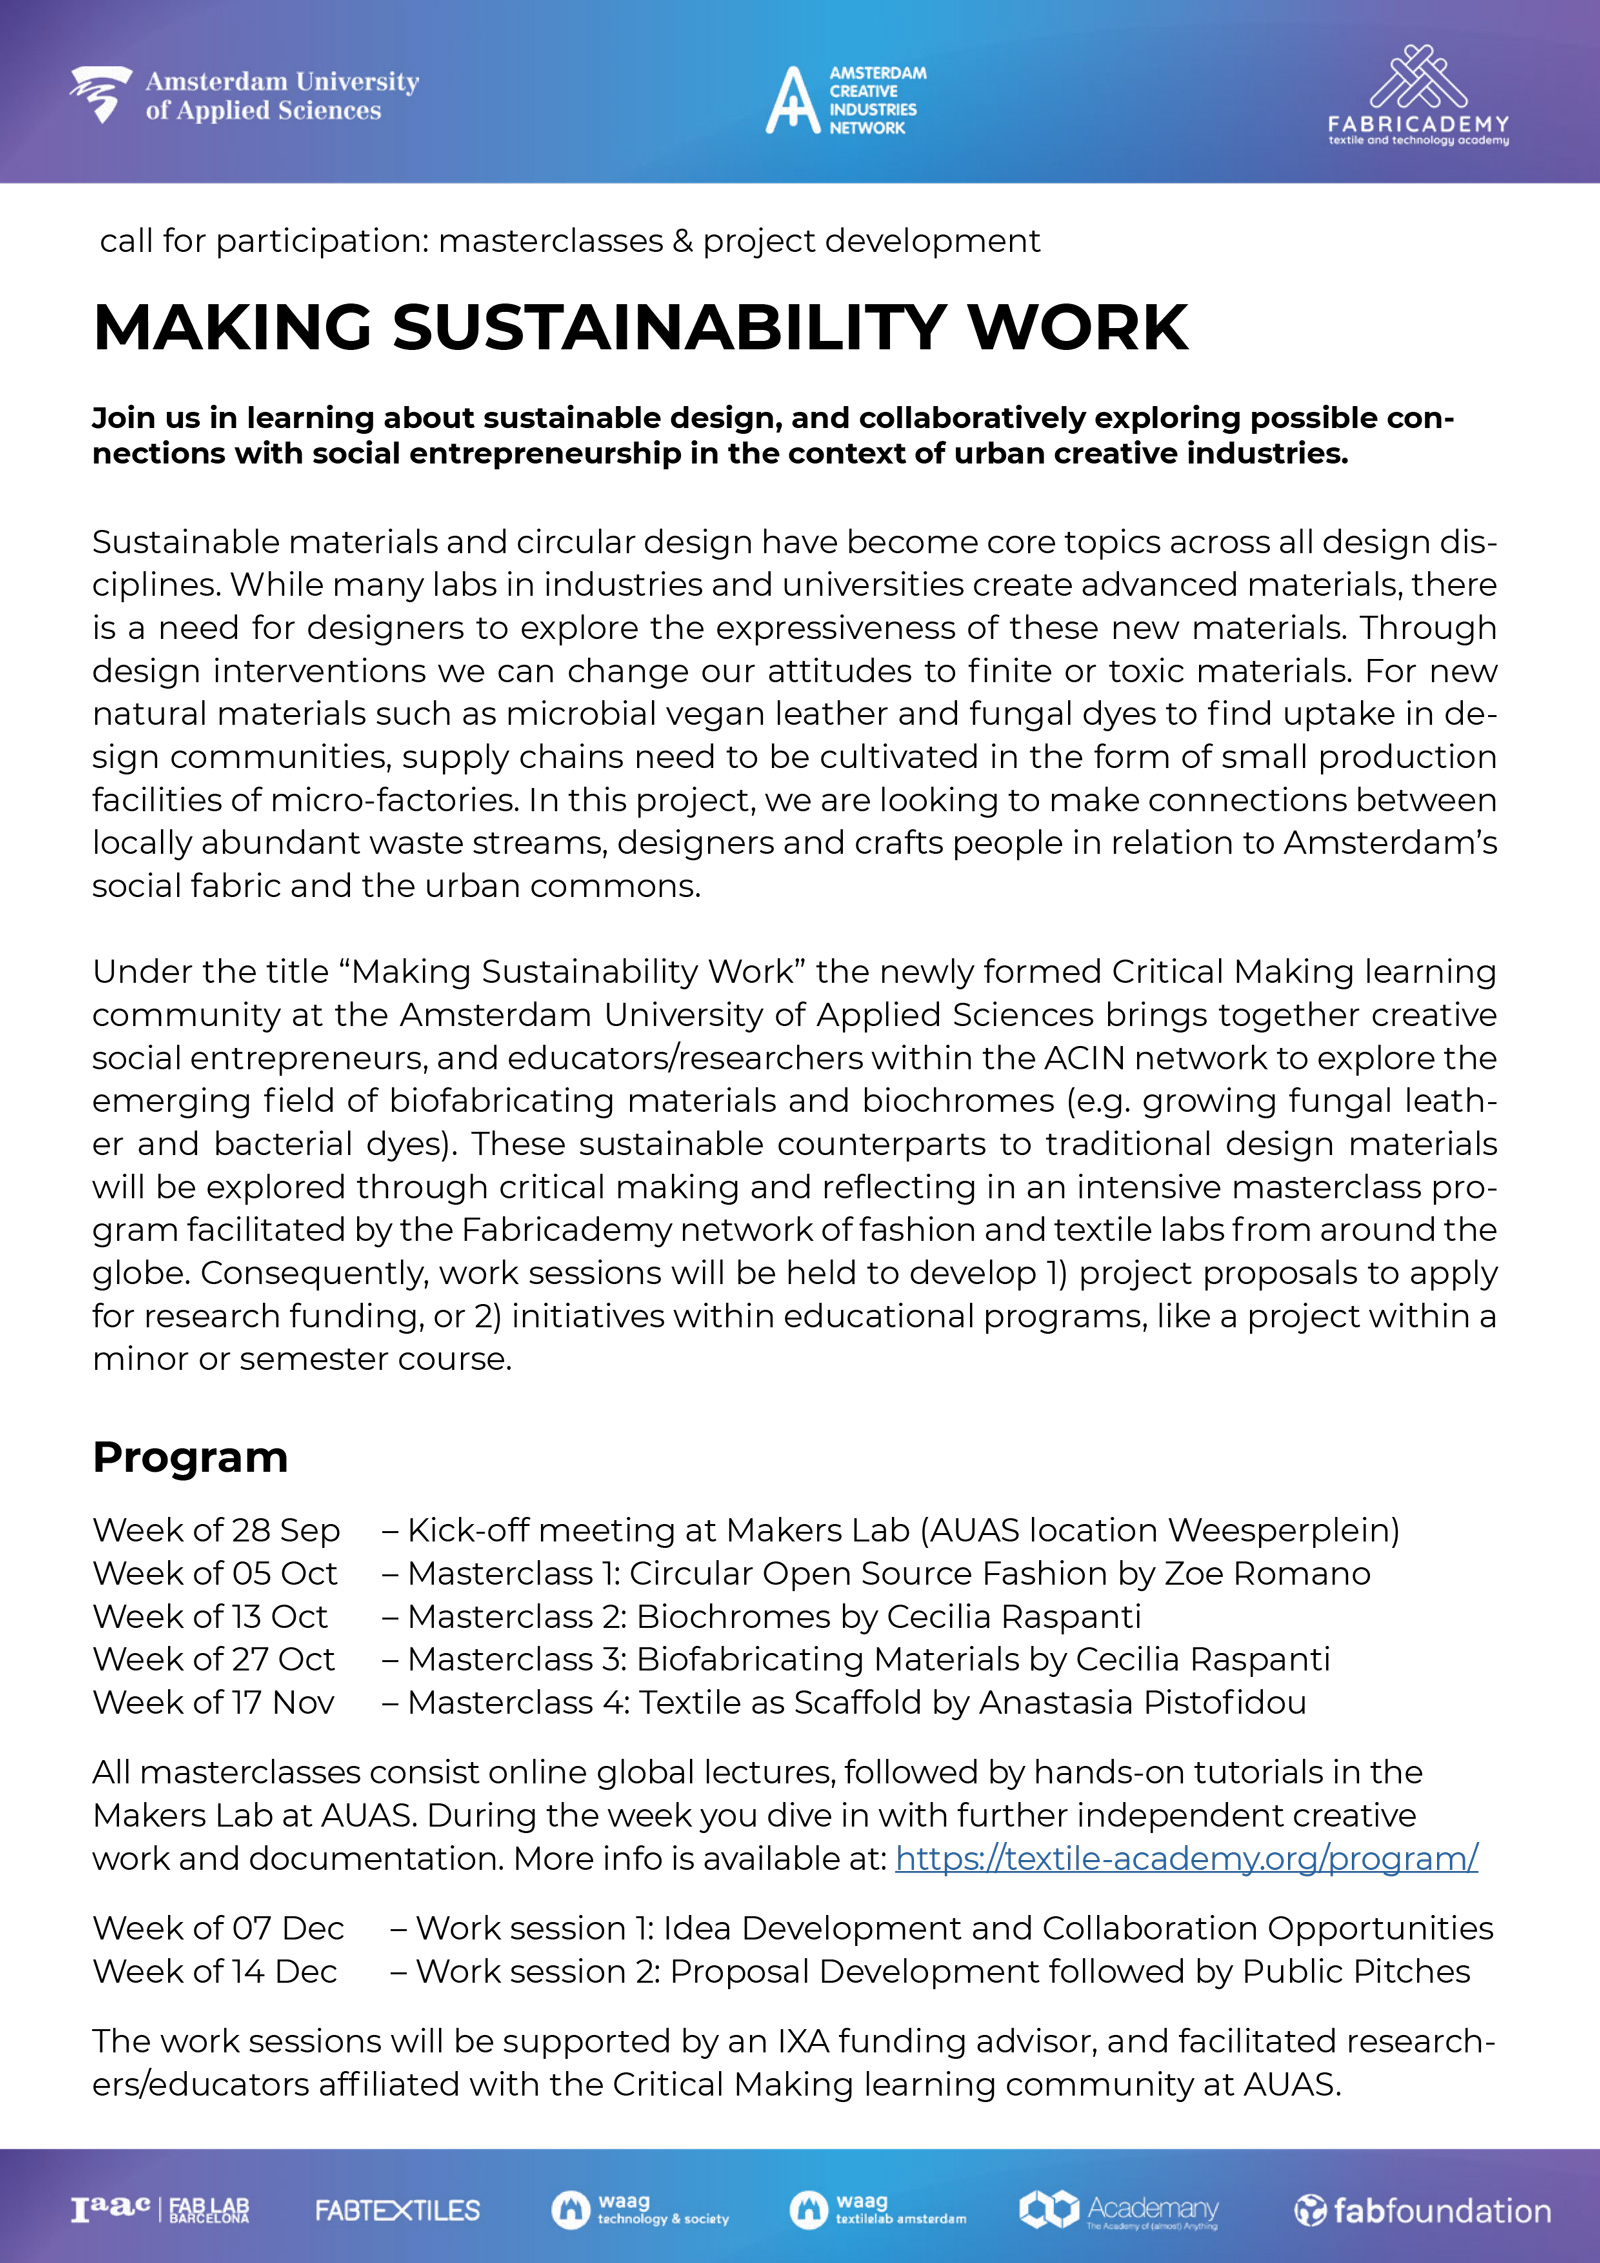 Amsterdam University
of Applied Sciences
AMSTERDAM
CREATIVE
INDUSTRIES
NETWORK
FABRICADEMY
textile and technology academy
call for participation: masterclasses & project development
MAKING SUSTAINABILITY WORK
Join us in learning about sustainable design, and collaboratively exploring possible con-
nections with social entrepreneurship in the context of urban creative industries.
Sustainable materials and circular design have become core topics across all design dis-
ciplines. While many labs in industries and universities create advanced materials, there
is a need for designers to explore the expressiveness of these new materials. Through
design interventions we can change our attitudes to finite or toxic materials. For new
natural materials such as microbial vegan leather and fungal dyes to find uptake in de-
sign communities, supply chains need to be cultivated in the form of small production
facilities of micro-factories. In this project, we are looking to make connections between
locally abundant waste streams, designers and crafts people in relation to Amsterdam's
social fabric and the urban commons.
Under the title “Making Sustainability Work” the newly formed Critical Making learning
community at the Amsterdam University of Applied Sciences brings together creative
social entrepreneurs, and educators/researchers within the ACIN network to explore the
emerging field of biofabricating materials and biochromes (e.g. growing fungal leath-
er and bacterial dyes). These sustainable counterparts to traditional design materials
will be explored through critical making and reflecting in an intensive masterclass pro-
gram facilitated by the Fabricademy network of fashion and textile labs from around the
globe. Consequently, work sessions will be held to develop 1) project proposals to apply
for research funding, or 2) initiatives within educational programs, like a project within a
minor or semester course.
Program
Week of 28 Sep – Kick-off meeting at Makers Lab (AUAS location Weesperplein)
Week of 05 Oct – Masterclass 1: Circular Open Source Fashion by Zoe Romano
Week of 13 Oct – Masterclass 2: Biochromes by Cecilia Raspanti
Week of 27 Oct – Masterclass 3: Biofabricating Materials by Cecilia Raspanti
Week of 17 Nov – Masterclass 4: Textile as Scaffold by Anastasia Pistofidou
All masterclasses consist online global lectures, followed by hands-on tutorials in the
Makers Lab at AUAS. During the week you dive in with further independent creative
work and documentation. More info is available at: https://textile-academy.org/program/
Week of 07 Dec – Work session 1: Idea Development and Collaboration Opportunities
Week of 14 Dec – Work session 2: Proposal Development followed by Public Pitches
The work sessions will be supported by an IXA funding advisor, and facilitated research-
ers/educators affiliated with the Critical Making learning community at AUAS.
Iaac | FAB LAB
BARCELONA
FABTEXTILES
waag
technology & society
waag
textilelab amsterdam
Academany
The Academy of (almost) Anything
fabfoundation